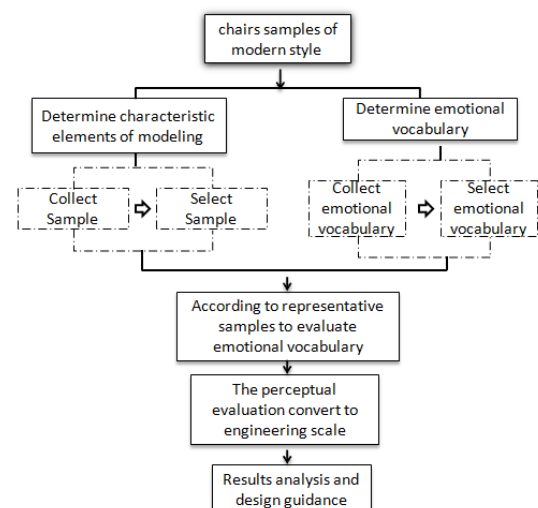 chairs samples of
modern style
Determine characteristic
elements of modeling
Determine emotional
vocabulary
Collect
Sample
Select
Sample
Collect
emotional
vocabulary
Select
emotional
vocabulary
According to representative
samples to evaluate
emotional vocabulary
The perceptual
evaluation convert to
engineering scale
Results analysis and
design guidance